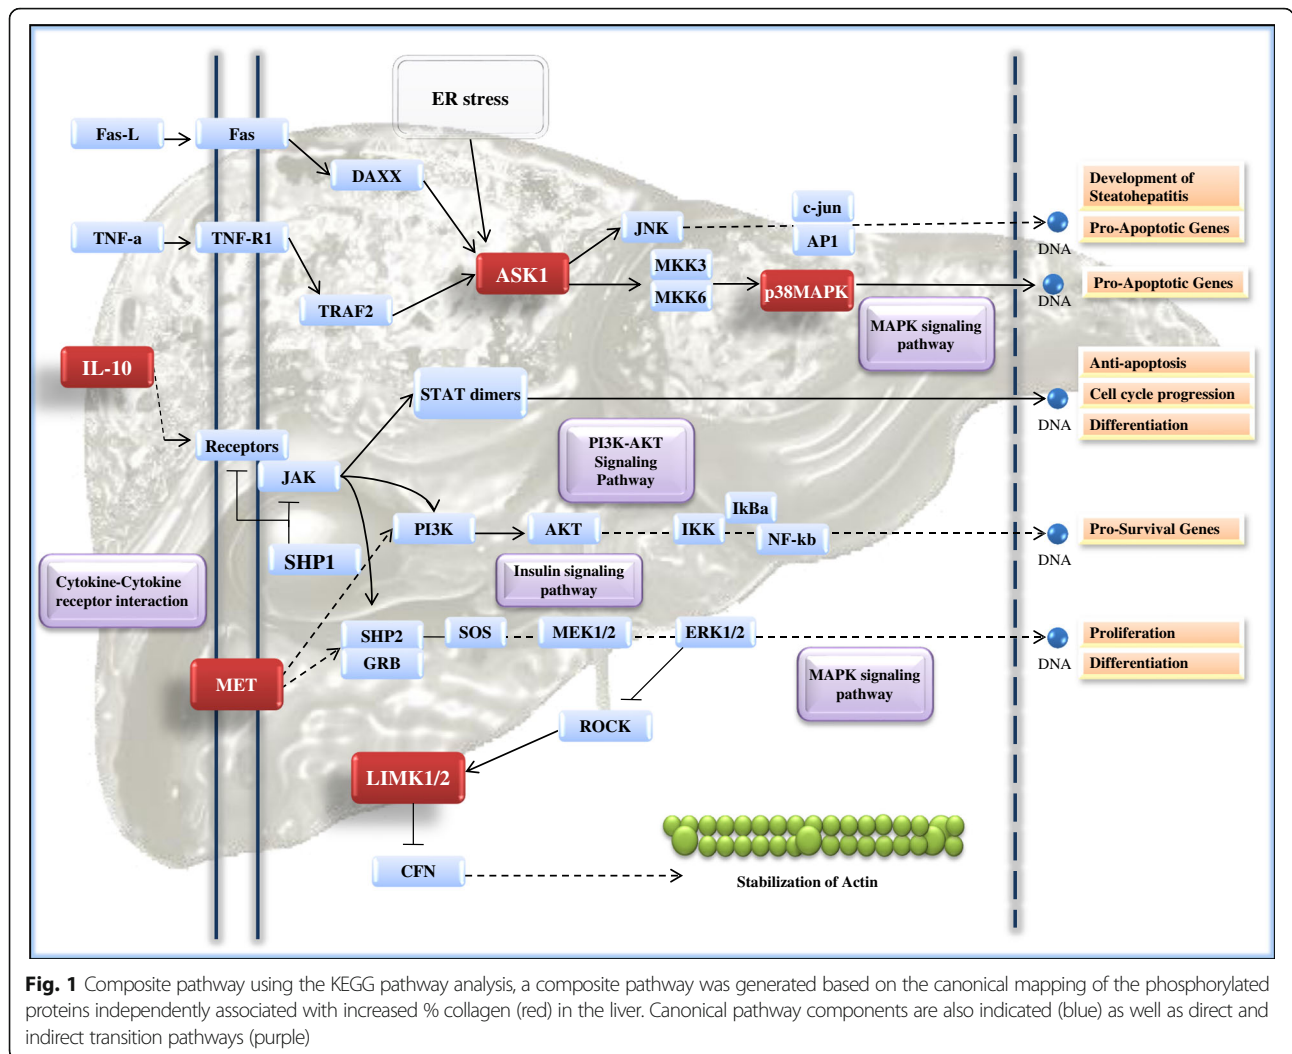 ER stress
Fas-L
Fas
DAXX
TNF-a
TNF-R1
TRAF2
ASK1
JNK
c-jun
AP1
MKK3
MKK6
p38MAPK
MAPK signaling
pathway
DNA
Development of
Steatohepatitis
Pro-Apoptotic Genes
DNA
Pro-Apoptotic Genes
IL-10
Receptors
JAK
STAT dimers
DNA
Anti-apoptosis
Cell cycle progression
Differentiation
PI3K-AKT
Signaling
Pathway
SHP1
PI3K
AKT
IKK
IkBa
NF-kb
DNA
Pro-Survival Genes
Cytokine-Cytokine
receptor interaction
Insulin signaling
pathway
SHP2
GRB
SOS
MEK1/2
ERK1/2
DNA
Proliferation
Differentiation
MET
MAPK signaling
pathway
ROCK
LIMK1/2
CFN
Stabilization of Actin
Fig. 1 Composite pathway using the KEGG pathway analysis, a composite pathway was generated based on the canonical mapping of the phosphorylated
proteins independently associated with increased % collagen (red) in the liver. Canonical pathway components are also indicated (blue) as well as direct and
indirect transition pathways (purple)